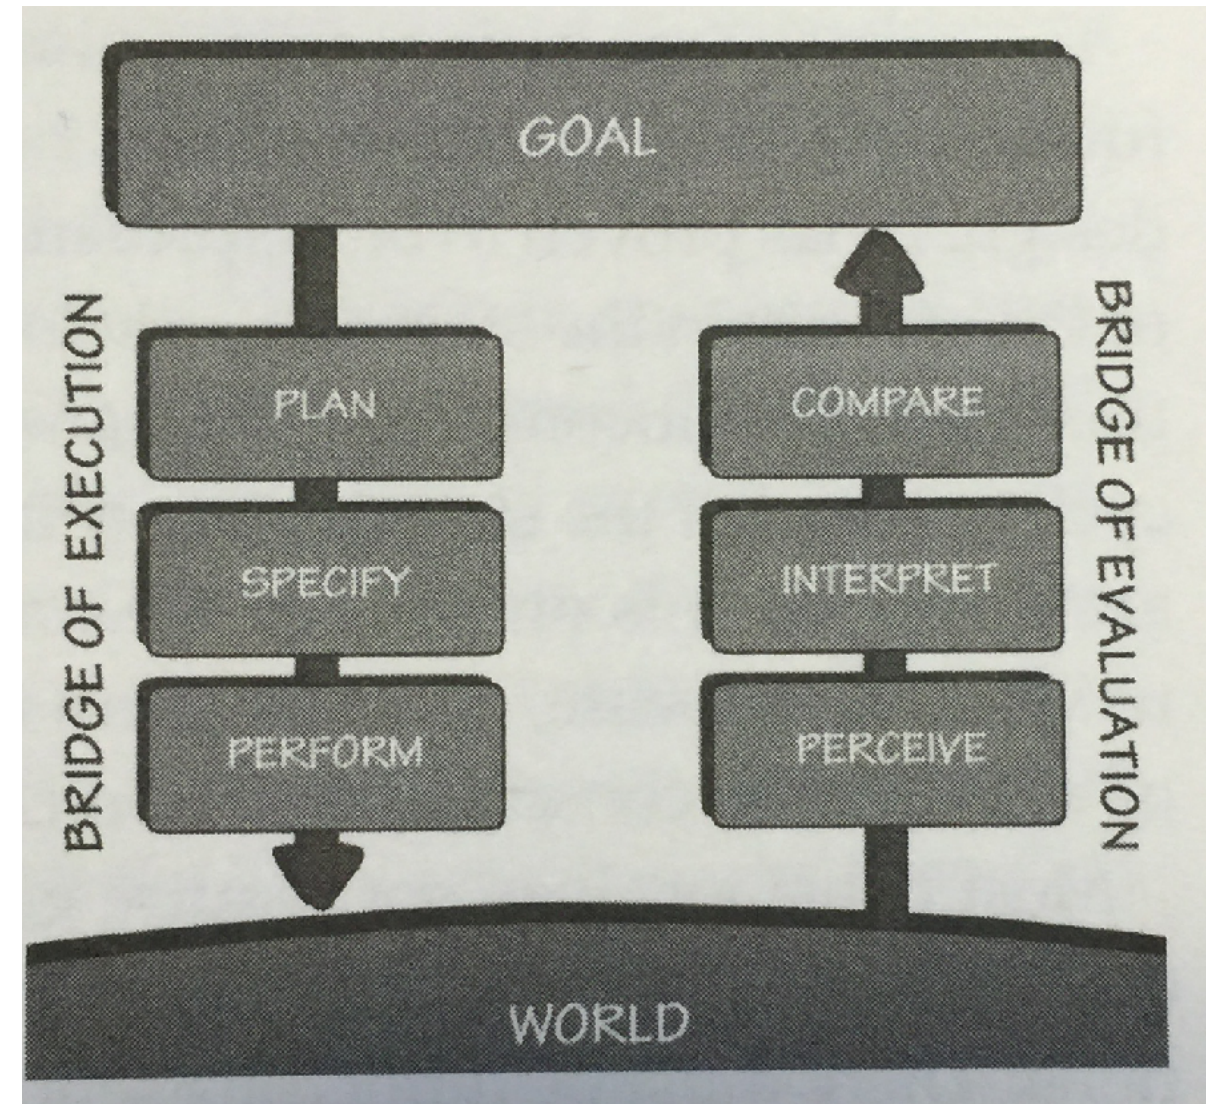 GOAL
BRIDGE OF EXECUTION
PLAN
SPECIFY
PERFORM
COMPARE
INTERPRET
PERCEIVE
BRIDGE OF EVALUATION
WORLD